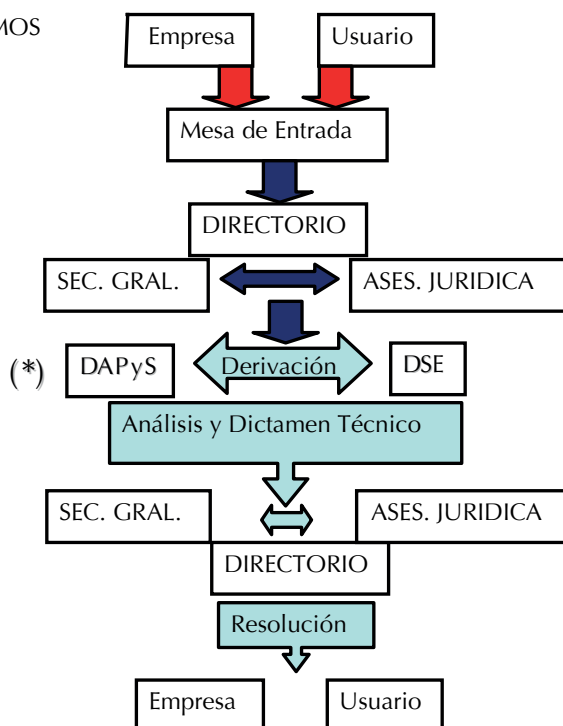 MOS
Empresa
Usuario
Mesa de Entrada
DIRECTORIO
SEC. GRAL.
ASES. JURIDICA
(*)
DAPyS
Derivación
DSE
Análisis y Dictamen Técnico
SEC. GRAL.
ASES. JURIDICA
DIRECTORIO
Resolución
Empresa
Usuario